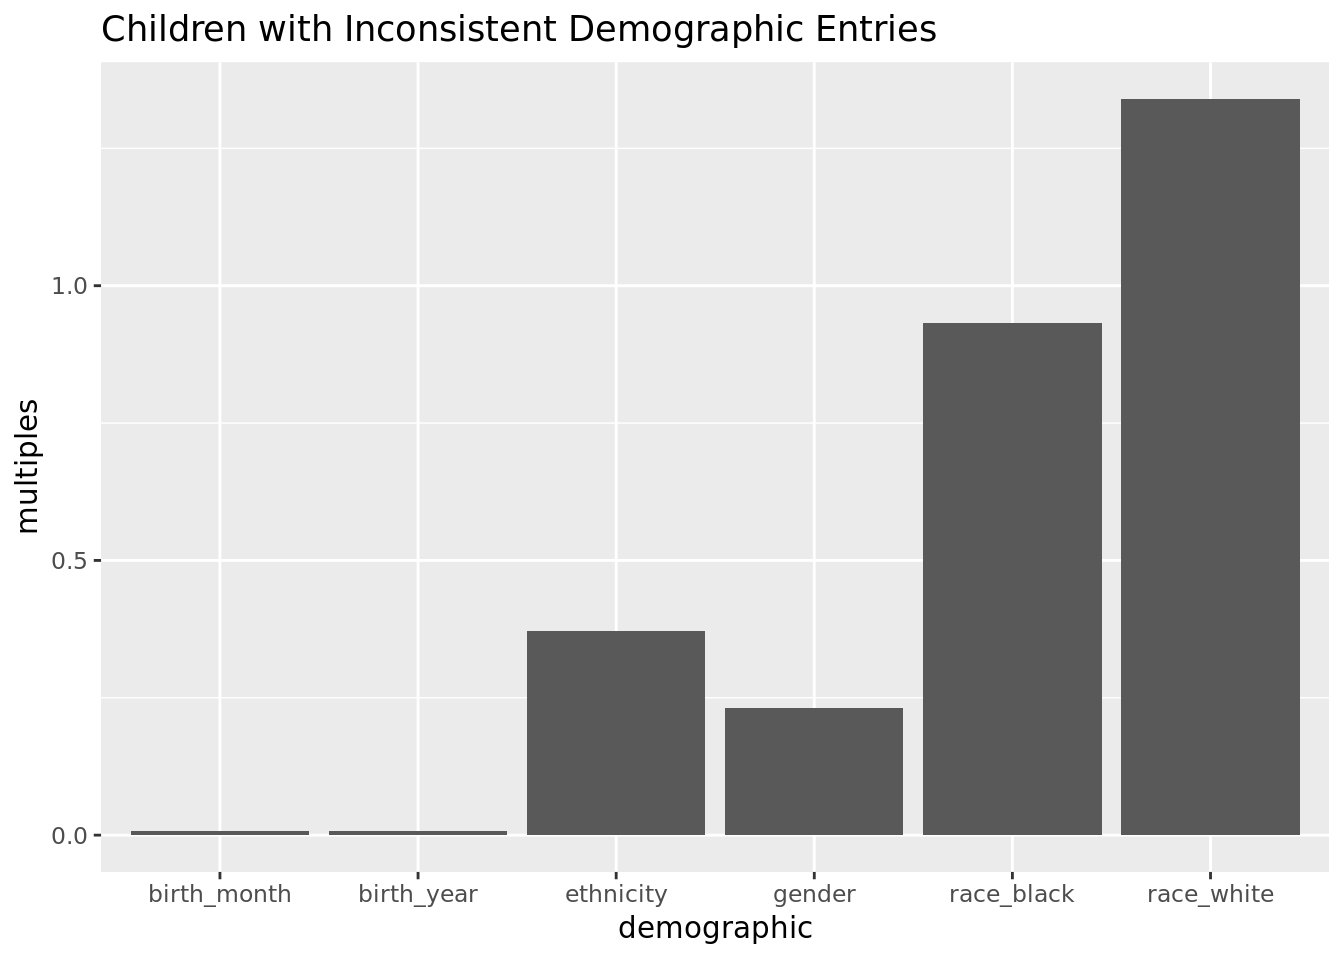 Children with Inconsistent Demographic Entries
multiples
1.0
0.5
0.0
birth_month birth_year ethnicity gender race_black race_white
demographic